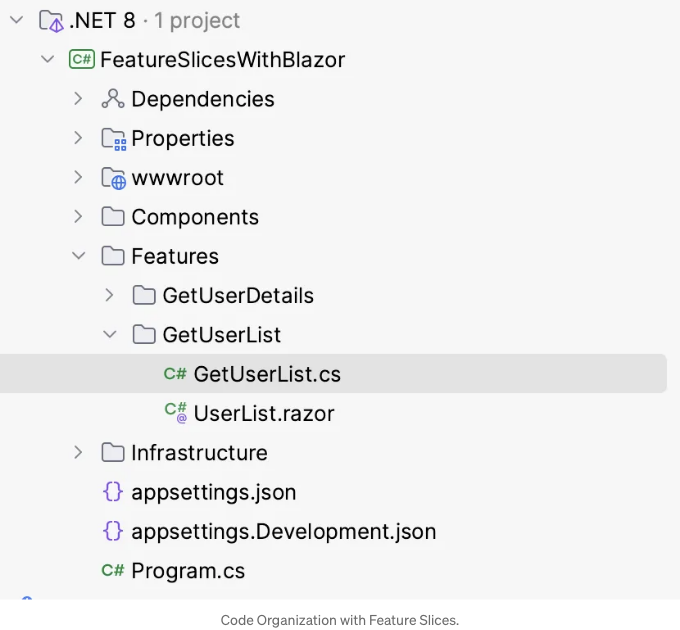 .NET 8 · 1 project
C# FeatureSlicesWithBlazor
Dependencies
Properties
wwwroot
Components
Features
GetUserDetails
GetUserList
C# GetUserList.cs
C#@ UserList.razor
Infrastructure
{} appsettings.json
{} appsettings.Development.json
C# Program.cs
Code Organization with Feature Slices.